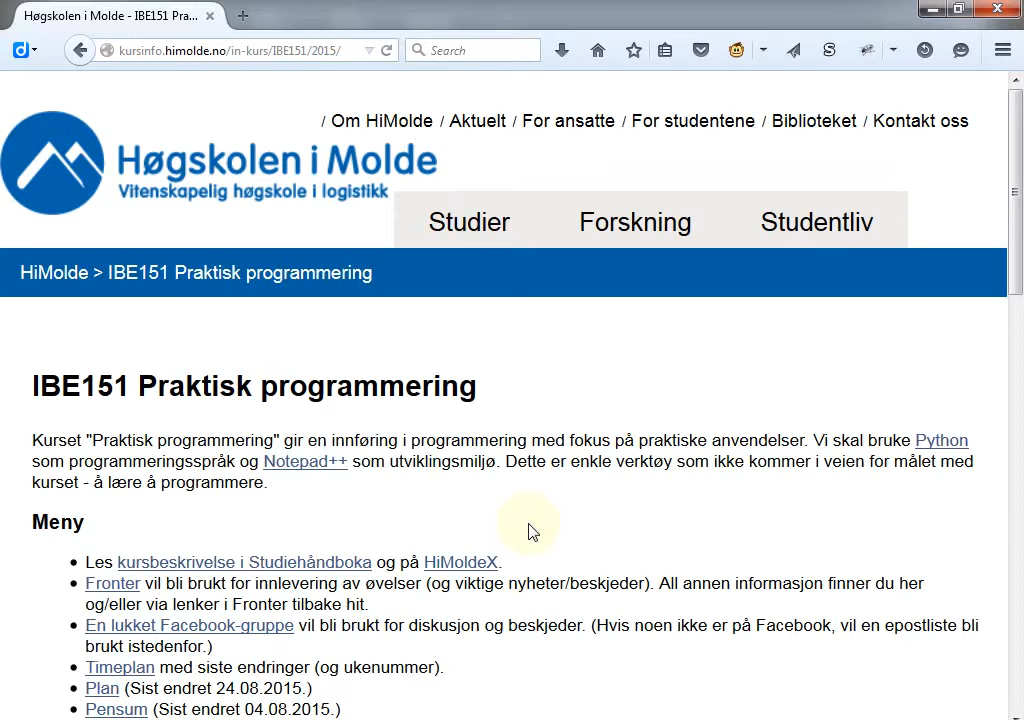 Høgskolen i Molde - IBE151 Pra...
kursinfo.himolde.no/in-kurs/IBE151/2015/
Search
/ Om HiMolde / Aktuelt / For ansatte / For studentene / Biblioteket / Kontakt oss
Høgskolen i Molde
Vitenskapelig høgskole i logistikk
Studier Forskning Studentliv
HiMolde > IBE151 Praktisk programmering
IBE151 Praktisk programmering
Kurset "Praktisk programmering" gir en innføring i programmering med fokus på praktiske anvendelser. Vi skal bruke Python
som programmeringsspråk og Notepad++ som utviklingsmiljø. Dette er enkle verktøy som ikke kommer i veien for målet med
kurset - å lære å programmere.
Meny
• Les kursbeskrivelse i Studiehåndboka og på HiMoldeX.
• Fronter vil bli brukt for innlevering av øvelser (og viktige nyheter/beskjeder). All annen informasjon finner du her
og/eller via lenker i Fronter tilbake hit.
• En lukket Facebook-gruppe vil bli brukt for diskusjon og beskjeder. (Hvis noen ikke er på Facebook, vil en epostliste bli
brukt istedenfor.)
• Timeplan med siste endringer (og ukenummer).
• Plan (Sist endret 24.08.2015.)
• Pensum (Sist endret 04.08.2015.)